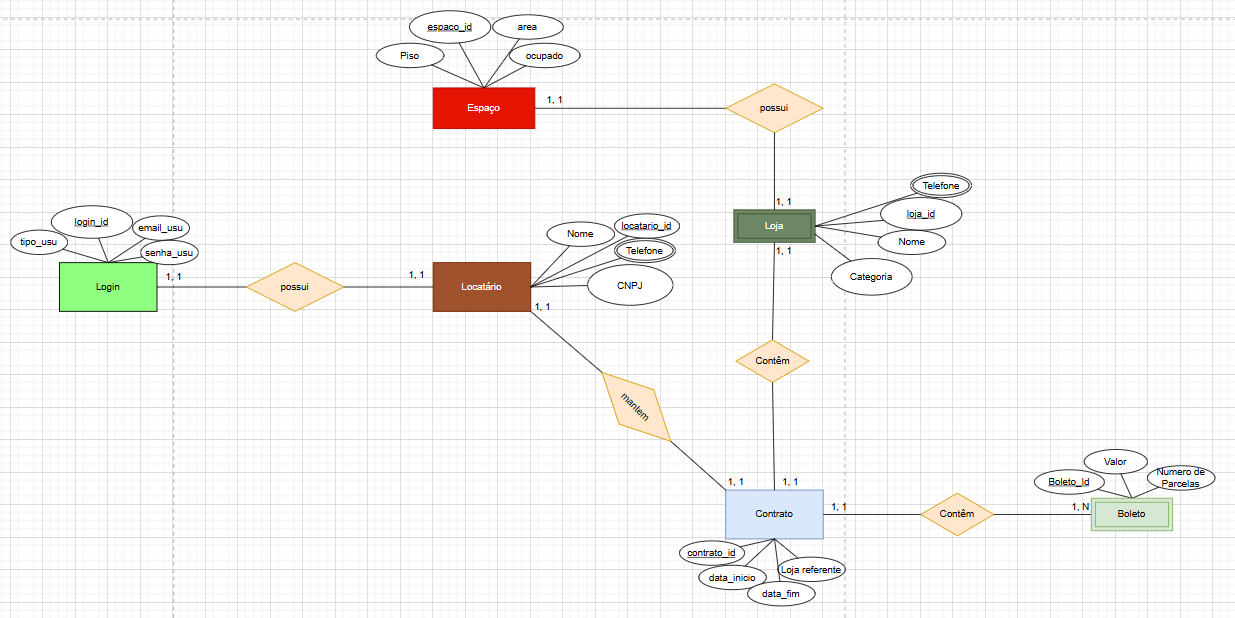 espaco_id
area
Piso
ocupado
Espaço
1, 1
possui
1, 1
Telefone
loja_id
Loja
Nome
1, 1
Categoria
login_id
email_usu
tipo_usu
senha_usu
Login
1, 1
possui
1, 1
Locatário
1, 1
Nome
locatario_id
Telefone
CNPJ
mantem
Contêm
1, 1
1, 1
Contrato
1, 1
Contêm
1, N
Boleto
Valor
Boleto_Id
Numero de
Parcelas
contrato_id
Loja referente
data_inicio
data_fim